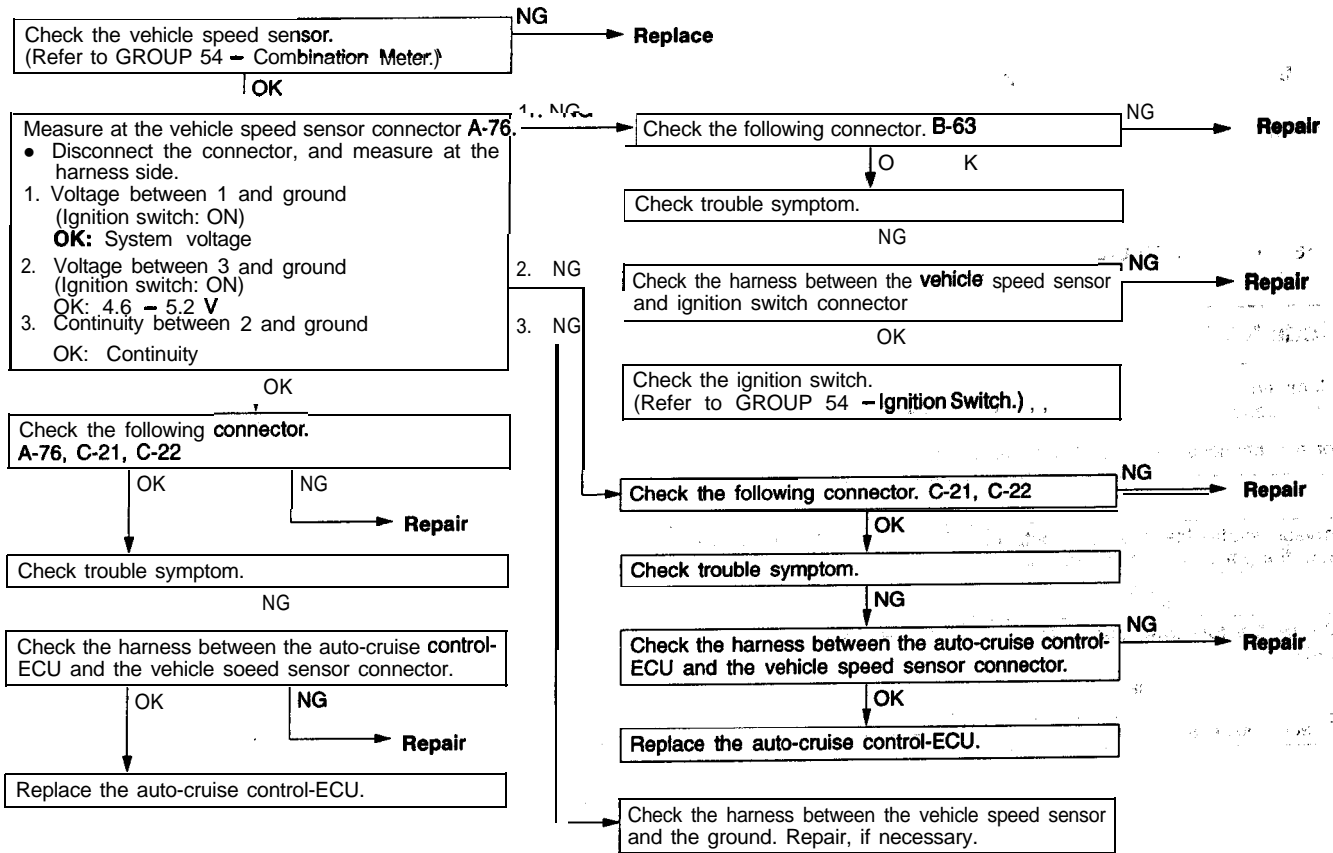 Check the vehicle speed sensor.
(Refer to GROUP 54 – Combination Meter.)
NG
Replace
OK
Measure at the vehicle speed sensor connector A-76.
● Disconnect the connector, and measure at the
harness side.
1. Voltage between 1 and ground
(Ignition switch: ON)
OK: System voltage
2. Voltage between 3 and ground
(Ignition switch: ON)
OK: 4.6 – 5.2 V
3. Continuity between 2 and ground
OK: Continuity
1. NG
Check the following connector. B-63
NG
Repair
O K
Check trouble symptom.
NG
Check the harness between the vehicle speed sensor
and ignition switch connector
NG
Repair
OK
Check the ignition switch.
(Refer to GROUP 54 – Ignition Switch.) , ,
2. NG
3. NG
OK
Check the following connector.
A-76, C-21, C-22
OK
NG
Repair
Check trouble symptom.
NG
Check the harness between the auto-cruise control-
ECU and the vehicle soeed sensor connector.
OK
NG
Repair
Replace the auto-cruise control-ECU.
Check the following connector. C-21, C-22
NG
Repair
OK
Check trouble symptom.
NG
Check the harness between the auto-cruise control-
ECU and the vehicle speed sensor connector.
NG
Repair
OK
Replace the auto-cruise control-ECU.
Check the harness between the vehicle speed sensor
and the ground. Repair, if necessary.